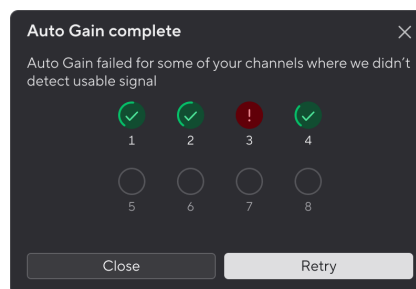 Auto Gain complete
Auto Gain failed for some of your channels where we didn't
detect usable signal
1 2 3 4
5 6 7 8
Close Retry